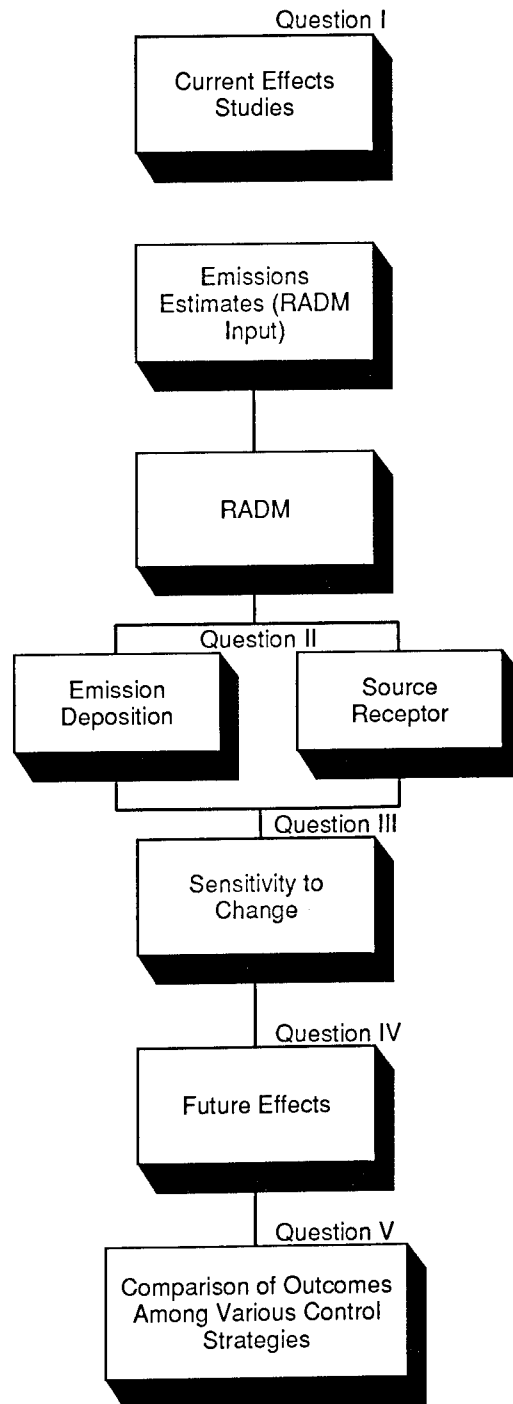 Question I
Current Effects
Studies
Emissions
Estimates (RADM
Input)
RADM
Question II
Emission
Deposition
Source
Receptor
Question III
Sensitivity to
Change
Question IV
Future Effects
Question V
Comparison of Outcomes
Among Various Control
Strategies